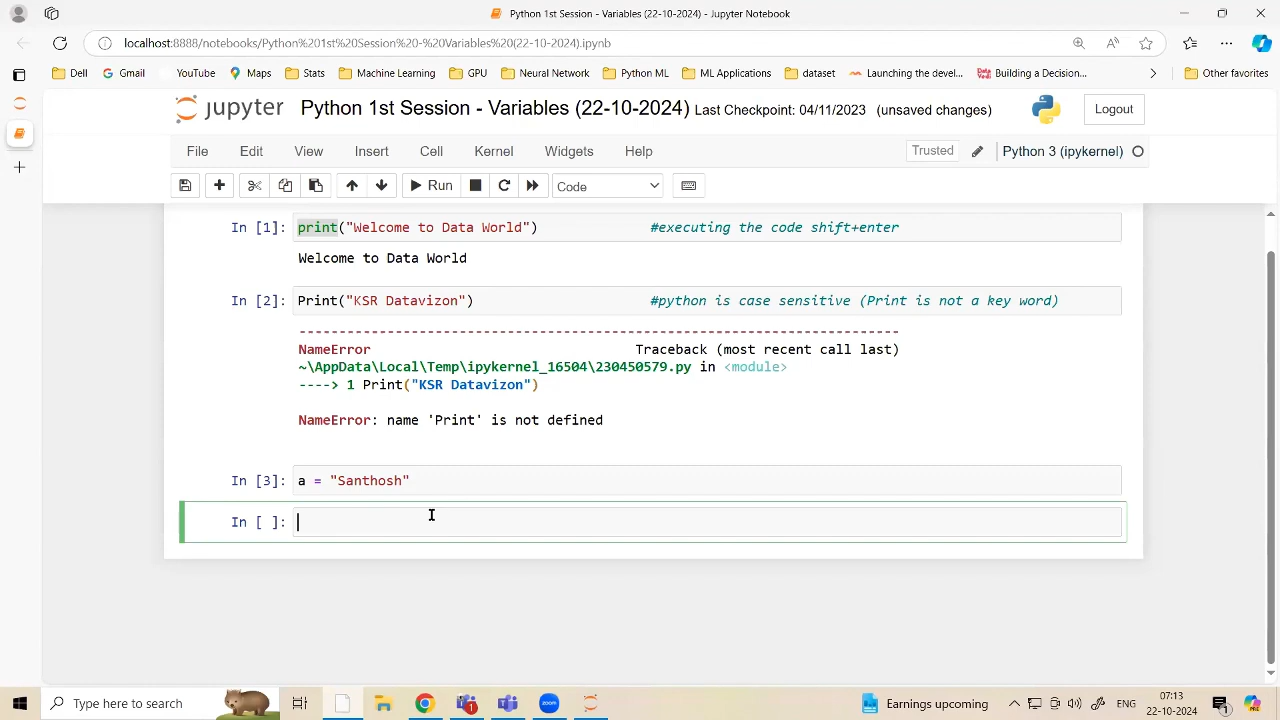 Python 1st Session - Variables (22-10-2024) - Jupyter Notebook
localhost:8888/notebooks/Python%201st%20Session%20-%20Variables%20(22-10-2024).ipynb
Dell Gmail YouTube Maps Stats Machine Learning GPU Neural Network Python ML ML Applications dataset Launching the devel... Building a Decision... Other favorites
jupyter Python 1st Session - Variables (22-10-2024) Last Checkpoint: 04/11/2023 (unsaved changes) Logout
File Edit View Insert Cell Kernel Widgets Help Trusted Python 3 (ipykernel)
Run Code
In [1]: print("Welcome to Data World") #executing the code shift+enter
Welcome to Data World
In [2]: Print("KSR Datavizon") #python is case sensitive (Print is not a key word)
---------------------------------------------------------------------------
NameError Traceback (most recent call last)
~\AppData\Local\Temp\ipykernel_16504\230450579.py in <module>
----> 1 Print("KSR Datavizon")
NameError: name 'Print' is not defined
In [3]: a = "Santhosh"
In [ ]:
Type here to search zoom 1 Earnings upcoming ENG 07:13
22-10-2024 1